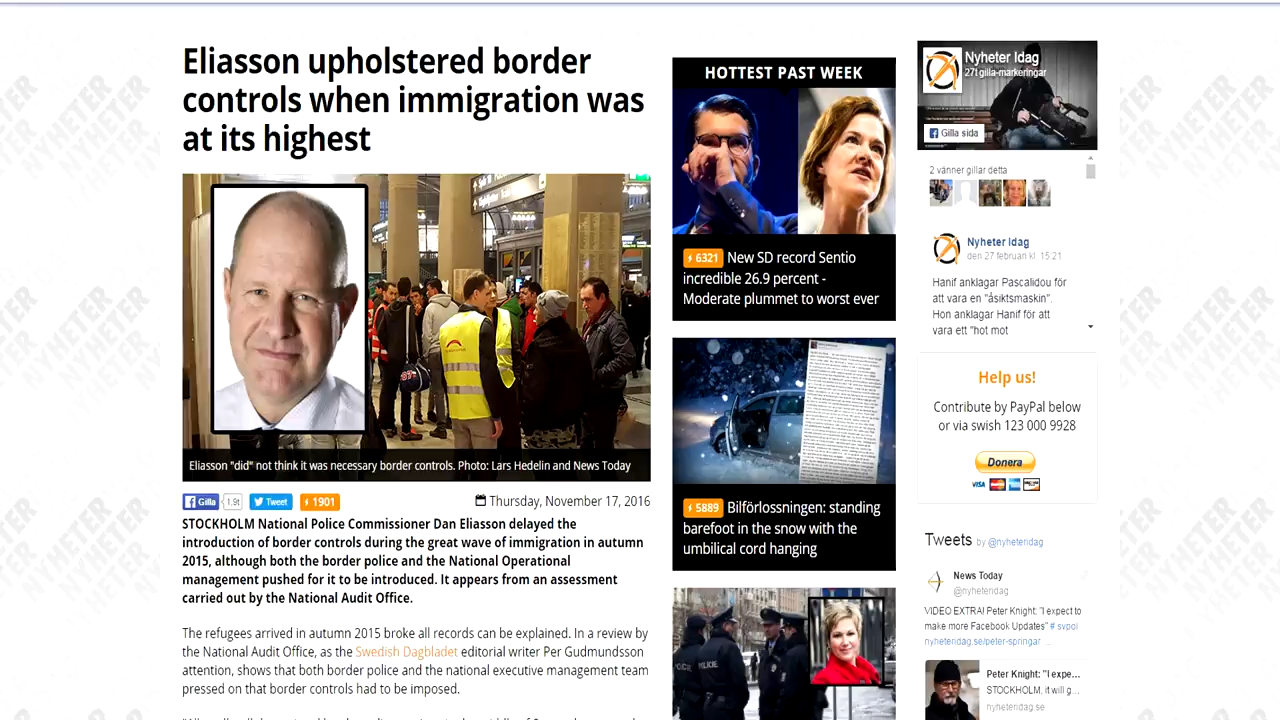 Eliasson upholstered border
controls when immigration was
at its highest
Eliasson "did" not think it was necessary border controls. Photo: Lars Hedelin and News Today
Gilla 1.9t Tweet 1901 Thursday, November 17, 2016
STOCKHOLM National Police Commissioner Dan Eliasson delayed the
introduction of border controls during the great wave of immigration in autumn
2015, although both the border police and the National Operational
management pushed for it to be introduced. It appears from an assessment
carried out by the National Audit Office.
The refugees arrived in autumn 2015 broke all records can be explained. In a review by
the National Audit Office, as the Swedish Dagbladet editorial writer Per Gudmundsson
attention, shows that both border police and the national executive management team
pressed on that border controls had to be imposed.
HOTTEST PAST WEEK
6321 New SD record Sentio
incredible 26.9 percent -
Moderate plummet to worst ever
5889 Bilförlossningen: standing
barefoot in the snow with the
umbilical cord hanging
POLICIE
Nyheter Idag
27t gilla-markeringar
Gilla sida
2 vänner gillar detta
Nyheter Idag
den 27 februari kl. 15:21
Hanif anklagar Pascalidou för
att vara en "åsiktsmaskin".
Hon anklagar Hanif för att
vara ett "hot mot
Help us!
Contribute by PayPal below
or via swish 123 000 9928
Donera
VISA
Tweets by @nyheteridag
News Today
@nyheteridag
VIDEO EXTRA! Peter Knight: "I expect to
make more Facebook Updates" # svpol
nyheteridag.se/peter-springar ...
Peter Knight: "I expe...
STOCKHOLM, it will g...
nyheteridag.se
NYHETER